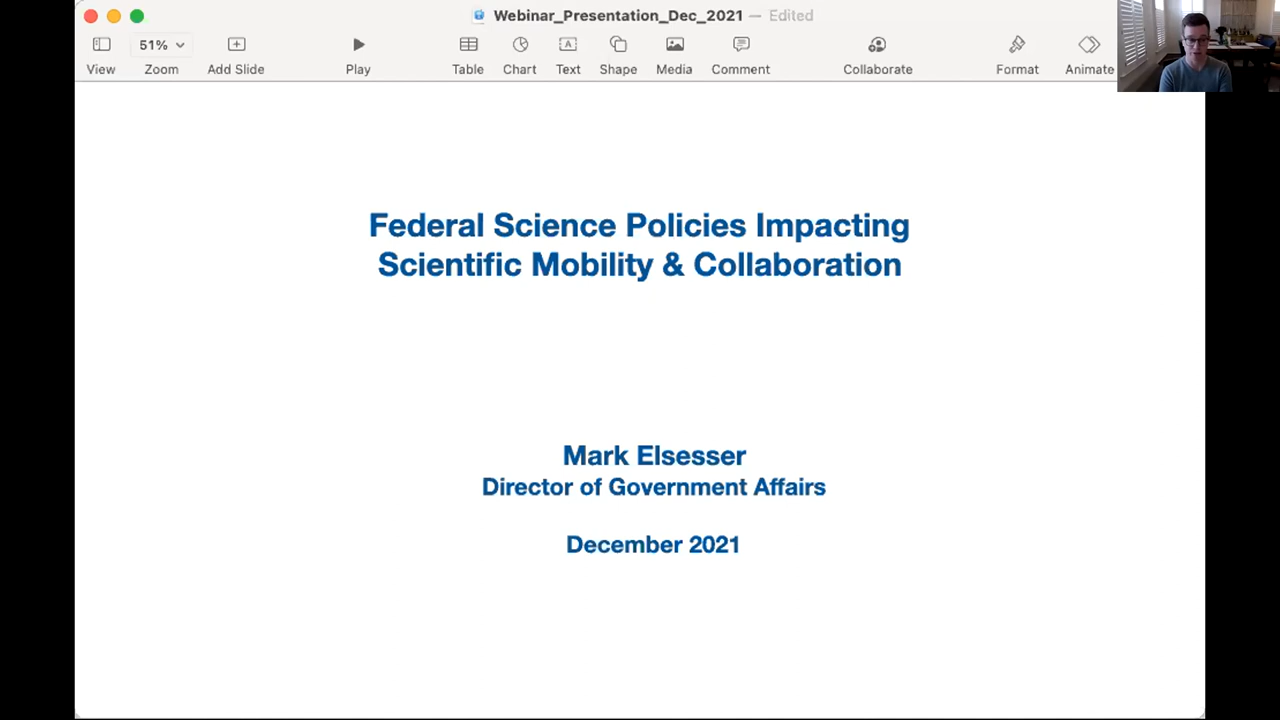 Webinar_Presentation_Dec_2021 — Edited
51%
View Zoom Add Slide Play Table Chart Text Shape Media Comment Collaborate Format Animate
Federal Science Policies Impacting
Scientific Mobility & Collaboration
Mark Elsesser
Director of Government Affairs
December 2021